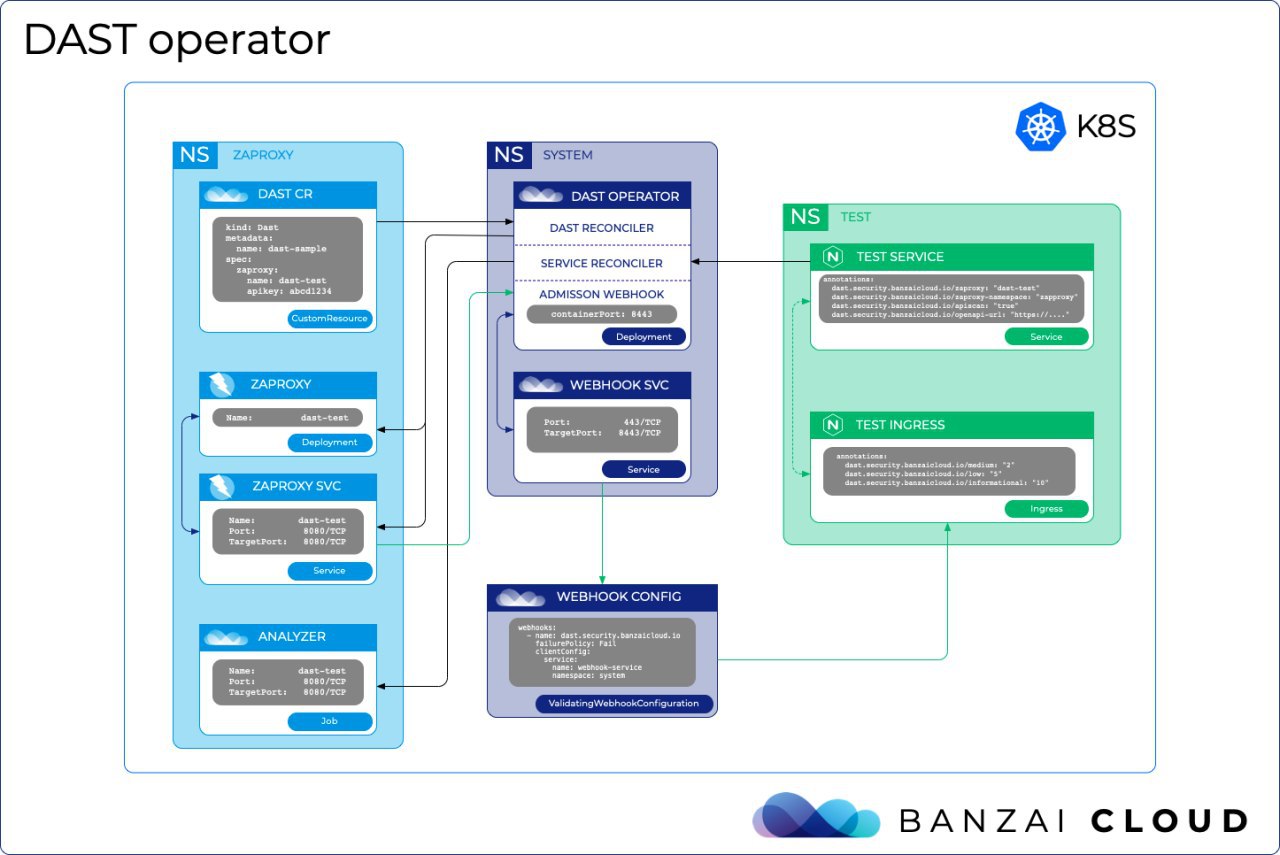 DAST operator
K8S
NS ZAPROXY
DAST CR
kind: Dast
metadata:
name: dast-sample
spec:
zaproxy:
name: dast-test
apikey: abcd1234
CustomResource
ZAPROXY
Name: dast-test
Deployment
ZAPROXY SVC
Name: dast-test
Port: 8080/TCP
TargetPort: 8080/TCP
Service
ANALYZER
Name: dast-test
Port: 8080/TCP
TargetPort: 8080/TCP
Job
NS SYSTEM
DAST OPERATOR
DAST RECONCILER
SERVICE RECONCILER
ADMISSON WEBHOOK
containerPort: 8443
Deployment
WEBHOOK SVC
Port: 443/TCP
TargetPort: 8443/TCP
Service
WEBHOOK CONFIG
webhooks:
- name: dast.security.banzaicloud.io
failurePolicy: Fail
clientConfig:
service:
name: webhook-service
namespace: system
ValidatingWebhookConfiguration
NS TEST
N TEST SERVICE
annotations:
dast.security.banzaicloud.io/zaproxy: "dast-test"
dast.security.banzaicloud.io/zaproxy-namespace: "zapproxy"
dast.security.banzaicloud.io/apiscan: "true"
dast.security.banzaicloud.io/openapi-url: "https://...."
Service
N TEST INGRESS
annotations:
dast.security.banzaicloud.io/medium: "2"
dast.security.banzaicloud.io/low: "5"
dast.security.banzaicloud.io/informational: "10"
Ingress
BANZAI CLOUD